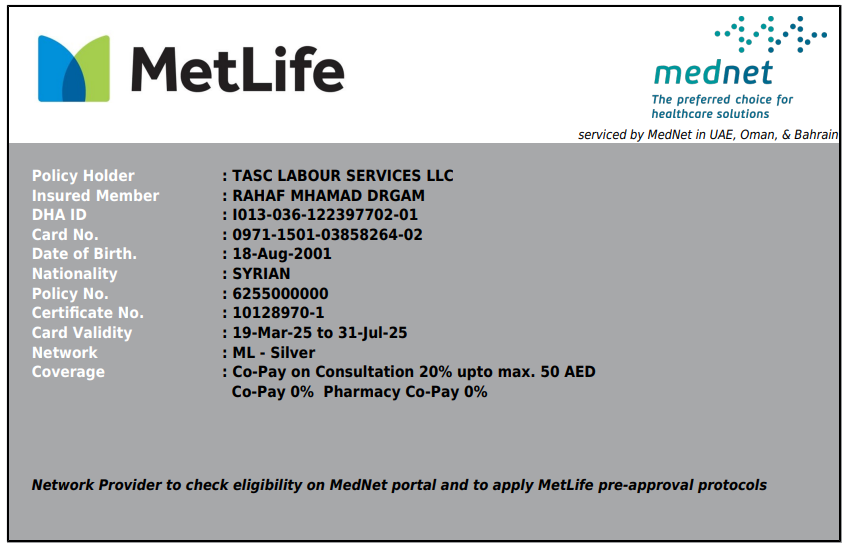 MetLife
mednet
The preferred choice for
healthcare solutions
serviced by MedNet in UAE, Oman, & Bahrain
Policy Holder : TASC LABOUR SERVICES LLC
Insured Member : RAHAF MHAMAD DRGAM
DHA ID : I013-036-122397702-01
Card No. : 0971-1501-03858264-02
Date of Birth. : 18-Aug-2001
Nationality : SYRIAN
Policy No. : 6255000000
Certificate No. : 10128970-1
Card Validity : 19-Mar-25 to 31-Jul-25
Network : ML - Silver
Coverage : Co-Pay on Consultation 20% upto max. 50 AED
Co-Pay 0% Pharmacy Co-Pay 0%
Network Provider to check eligibility on MedNet portal and to apply MetLife pre-approval protocols